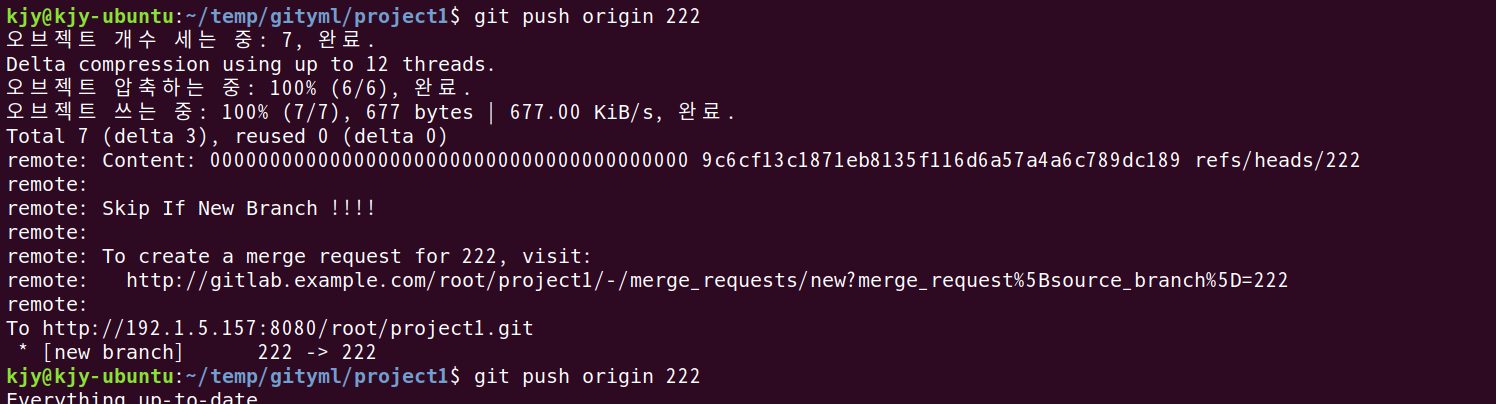 kjy@kjy-ubuntu:~/temp/gityml/project1$ git push origin 222
오브젝트 개수 세는 중: 7, 완료.
Delta compression using up to 12 threads.
오브젝트 압축하는 중: 100% (6/6), 완료.
오브젝트 쓰는 중: 100% (7/7), 677 bytes | 677.00 KiB/s, 완료.
Total 7 (delta 3), reused 0 (delta 0)
remote: Content: 0000000000000000000000000000000000000000 9c6cf13c1871eb8135f116d6a57a4a6c789dc189 refs/heads/222
remote:
remote: Skip If New Branch !!!!
remote:
remote: To create a merge request for 222, visit:
remote:   http://gitlab.example.com/root/project1/-/merge_requests/new?merge_request%5Bsource_branch%5D=222
remote:
To http://192.1.5.157:8080/root/project1.git
 * [new branch]      222 -> 222
kjy@kjy-ubuntu:~/temp/gityml/project1$ git push origin 222
Everything up-to-date